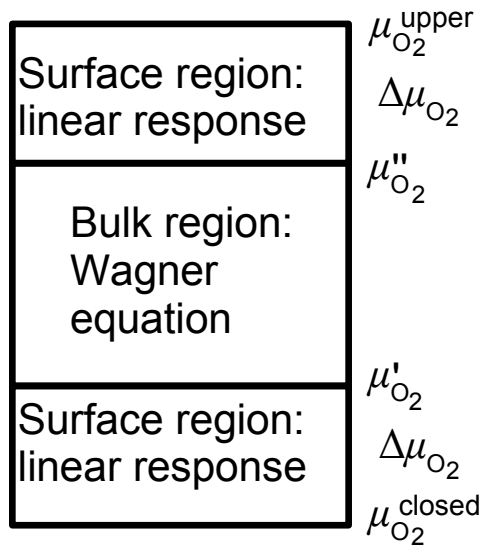 μO₂ᵘᵖᵖᵉʳ
Surface region:
linear response
ΔμO₂
μ''O₂
Bulk region:
Wagner
equation
μ'O₂
Surface region:
linear response
ΔμO₂
μO₂ᶜˡᵒˢᵉᵈ